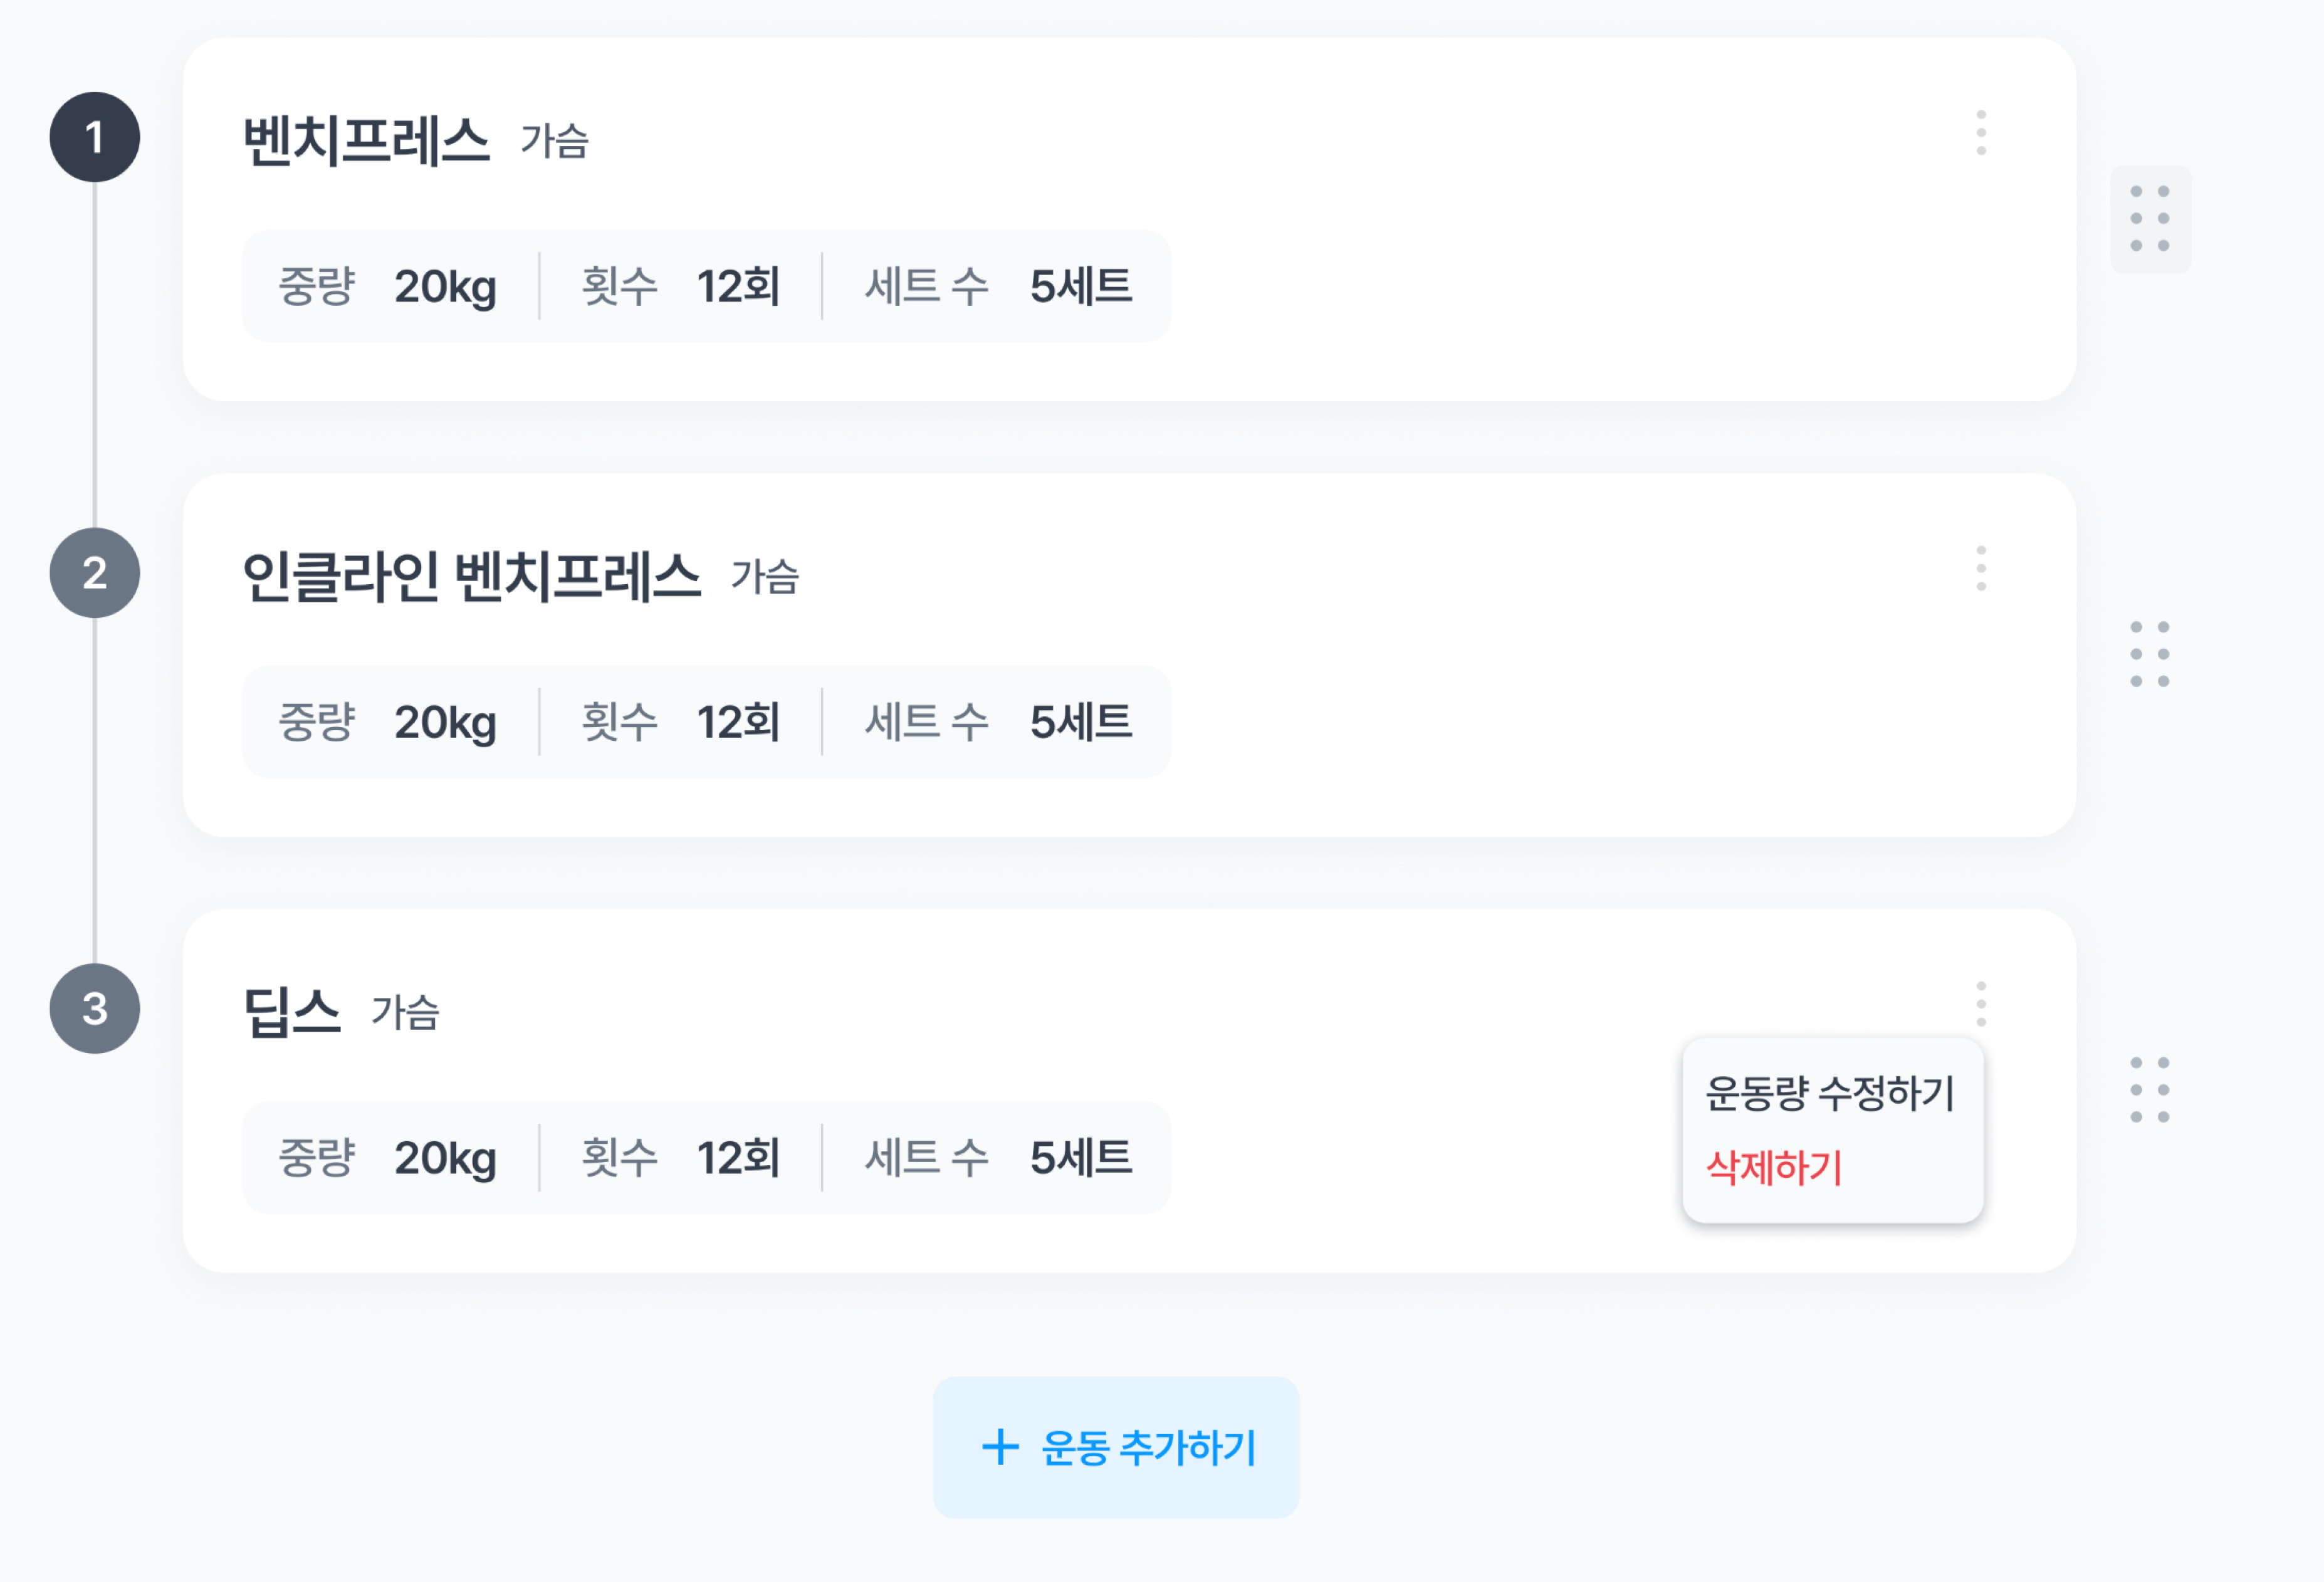 1
벤치프레스 가슴
중량 20kg 횟수 12회 세트 수 5세트
2
인클라인 벤치프레스 가슴
중량 20kg 횟수 12회 세트 수 5세트
3
딥스 가슴
운동량 수정하기
중량 20kg 횟수 12회 세트 수 5세트
삭제하기
+ 운동 추가하기